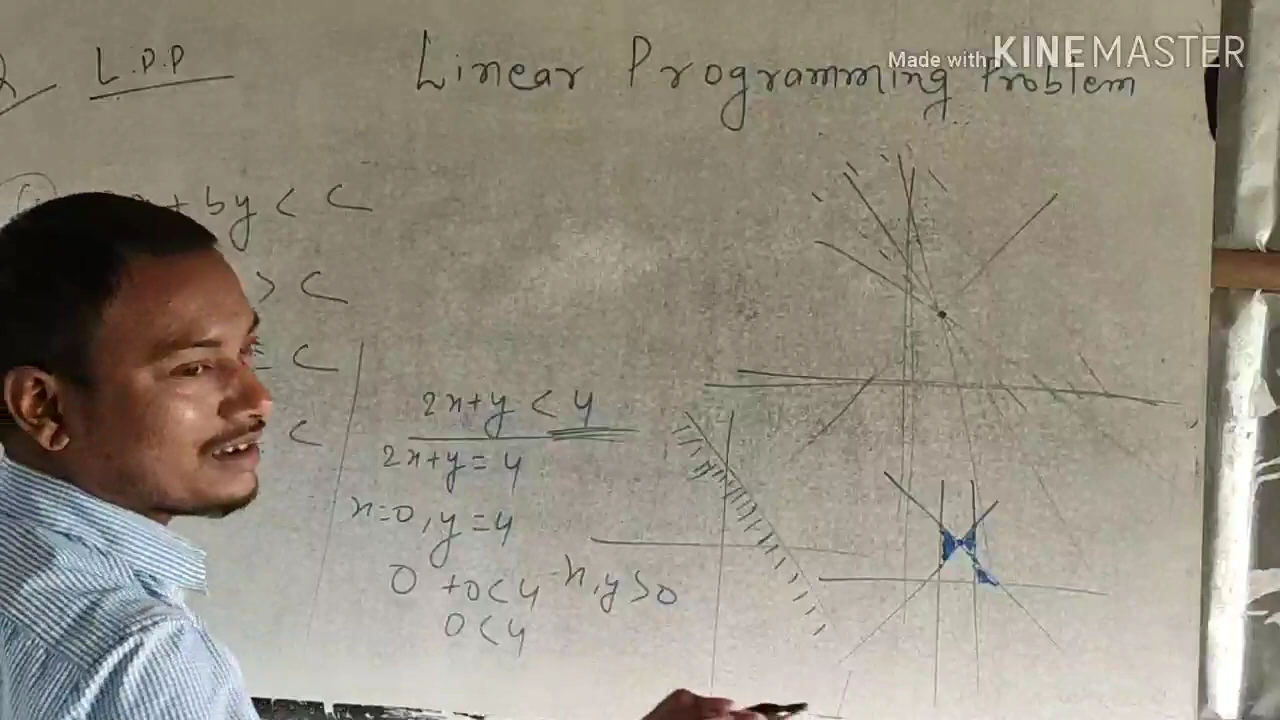 L.P.P
Linear Programming Problem
Made with KINEMASTER
+ by < c
> c
= c
c
2x+y < 4
2x+y = 4
x=0, y=4
0 +0<4 x,y>0
0<4